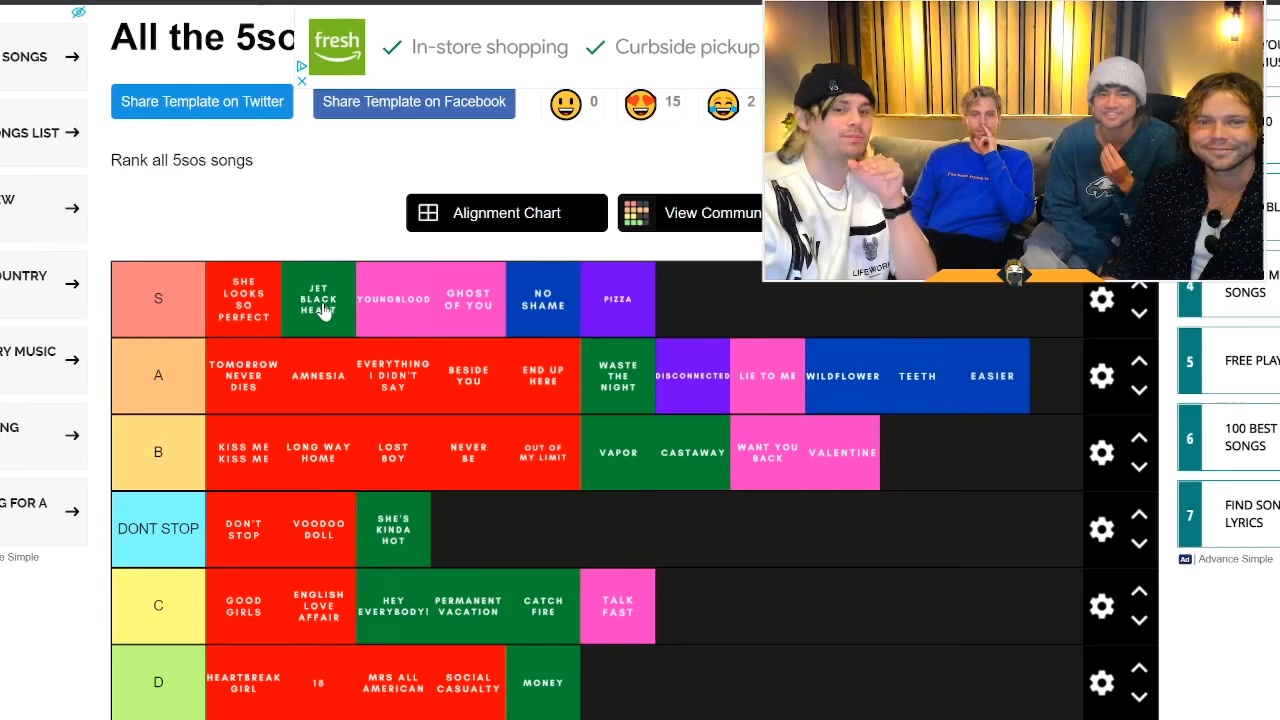 All the 5so
fresh
In-store shopping
Curbside pickup
SONGS
Share Template on Twitter
Share Template on Facebook
0
15
2
NGS LIST
Rank all 5sos songs
LIFEWORK
Alignment Chart
View Commun
S
SHE
LOOKS
SO
PERFECT
JET
BLACK
HEART
YOUNGBLOOD
GHOST
OF YOU
NO
SHAME
PIZZA
4
SONGS
A
TOMORROW
NEVER
DIES
AMNESIA
EVERYTHING
I DIDN'T
SAY
BESIDE
YOU
END UP
HERE
WASTE
THE
NIGHT
DISCONNECTED
LIE TO ME
WILDFLOWER
TEETH
EASIER
RY MUSIC
5
FREE PLAY
B
KISS ME
KISS ME
LONG WAY
HOME
LOST
BOY
NEVER
BE
OUT OF
MY LIMIT
VAPOR
CASTAWAY
WANT YOU
BACK
VALENTINE
NG
6
100 BEST
SONGS
DONT STOP
DON'T
STOP
VOODOO
DOLL
SHE'S
KINDA
HOT
G FOR A
7
FIND SON
LYRICS
e Simple
Ad
Advance Simple
C
GOOD
GIRLS
ENGLISH
LOVE
AFFAIR
HEY
EVERYBODY!
PERMANENT
VACATION
CATCH
FIRE
TALK
FAST
D
HEARTBREAK
GIRL
18
MRS ALL
AMERICAN
SOCIAL
CASUALTY
MONEY